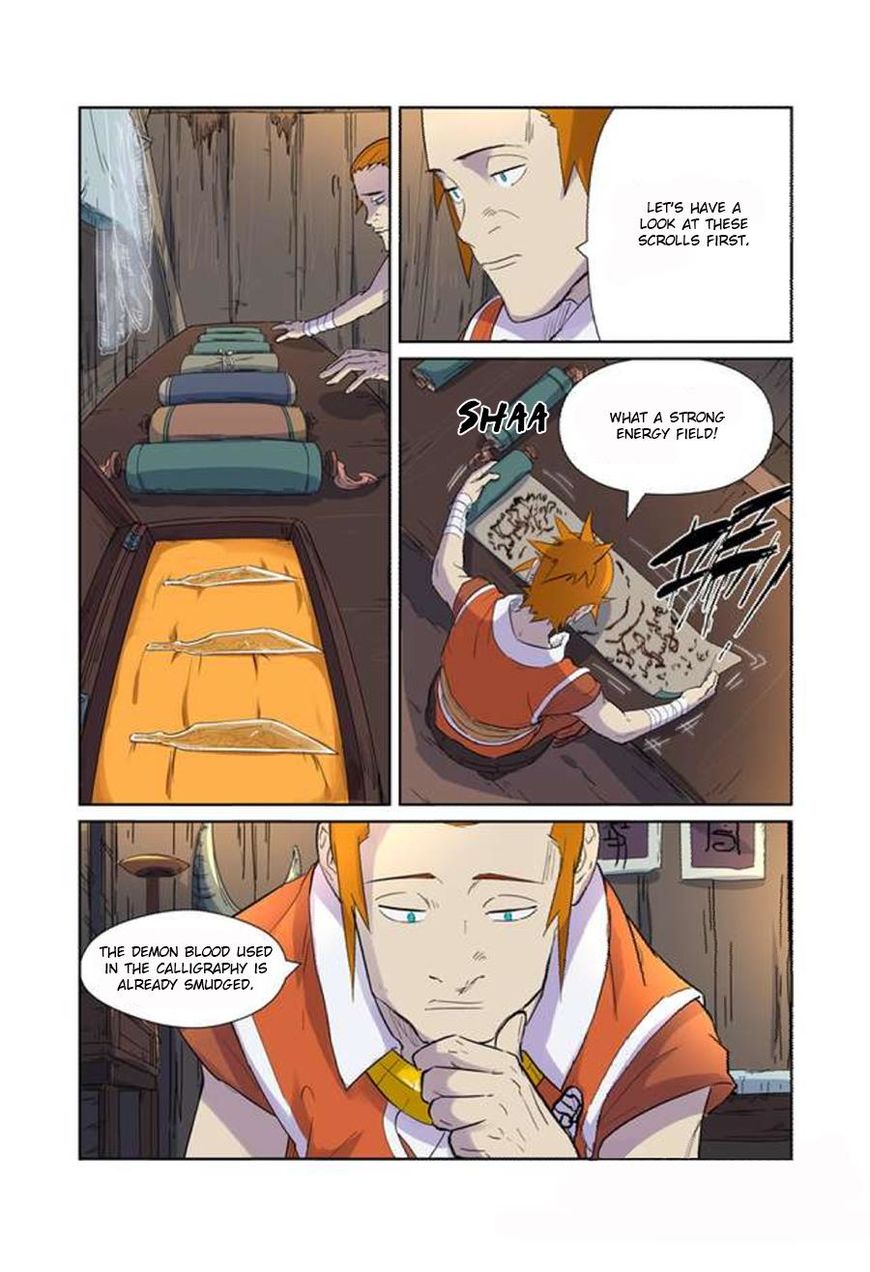 LET'S HAVE A
LOOK AT THESE
SCROLLS FIRST.
SHAA
WHAT A STRONG
ENERGY FIELD!
THE DEMON BLOOD USED
IN THE CALLIGRAPHY IS
ALREADY SMUDGED.